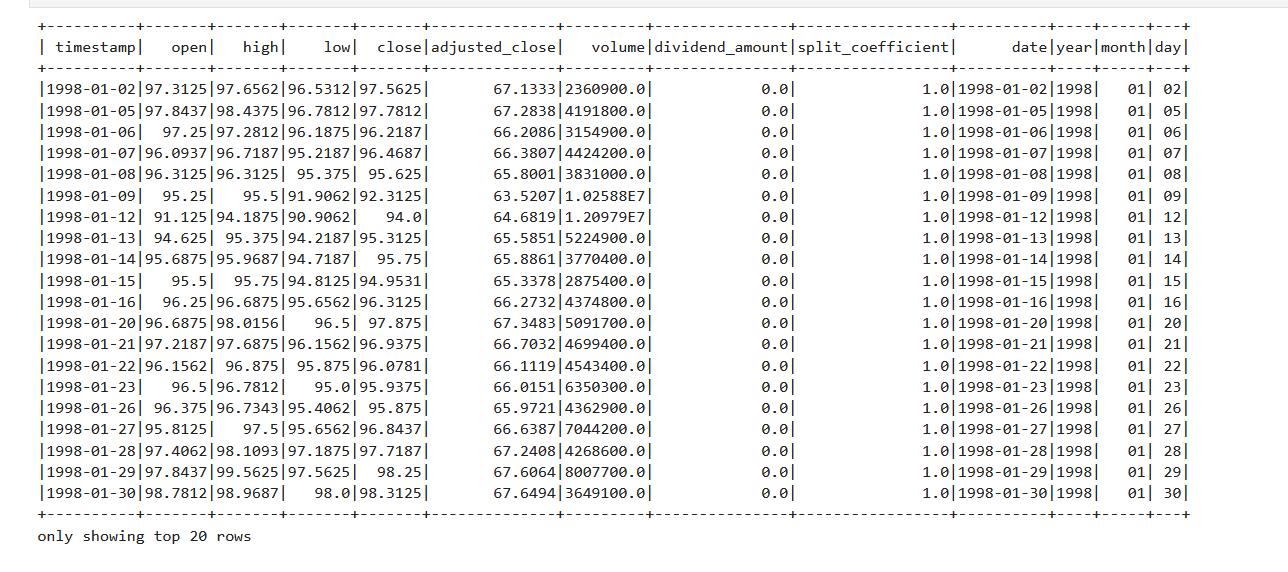 +----------+-------+-------+-------+-------+--------------+---------+---------------+-----------------+----------+----+-----+---+
| timestamp|   open|   high|    low|  close|adjusted_close|   volume|dividend_amount|split_coefficient|      date|year|month|day|
+----------+-------+-------+-------+-------+--------------+---------+---------------+-----------------+----------+----+-----+---+
|1998-01-02|97.3125|97.6562|96.5312|97.5625|       67.1333|2360900.0|            0.0|              1.0|1998-01-02|1998|   01| 02|
|1998-01-05|97.8437|98.4375|96.7812|97.7812|       67.2838|4191800.0|            0.0|              1.0|1998-01-05|1998|   01| 05|
|1998-01-06|  97.25|97.2812|96.1875|96.2187|       66.2086|3154900.0|            0.0|              1.0|1998-01-06|1998|   01| 06|
|1998-01-07|96.0937|96.7187|95.2187|96.4687|       66.3807|4424200.0|            0.0|              1.0|1998-01-07|1998|   01| 07|
|1998-01-08|96.3125|96.3125| 95.375| 95.625|       65.8001|3831000.0|            0.0|              1.0|1998-01-08|1998|   01| 08|
|1998-01-09|  95.25|   95.5|91.9062|92.3125|       63.5207|1.02588E7|            0.0|              1.0|1998-01-09|1998|   01| 09|
|1998-01-12| 91.125|94.1875|90.9062|   94.0|       64.6819|1.20979E7|            0.0|              1.0|1998-01-12|1998|   01| 12|
|1998-01-13| 94.625| 95.375|94.2187|95.3125|       65.5851|5224900.0|            0.0|              1.0|1998-01-13|1998|   01| 13|
|1998-01-14|95.6875|95.9687|94.7187|  95.75|       65.8861|3770400.0|            0.0|              1.0|1998-01-14|1998|   01| 14|
|1998-01-15|   95.5|  95.75|94.8125|94.9531|       65.3378|2875400.0|            0.0|              1.0|1998-01-15|1998|   01| 15|
|1998-01-16|  96.25|96.6875|95.6562|96.3125|       66.2732|4374800.0|            0.0|              1.0|1998-01-16|1998|   01| 16|
|1998-01-20|96.6875|98.0156|   96.5| 97.875|       67.3483|5091700.0|            0.0|              1.0|1998-01-20|1998|   01| 20|
|1998-01-21|97.2187|97.6875|96.1562|96.9375|       66.7032|4699400.0|            0.0|              1.0|1998-01-21|1998|   01| 21|
|1998-01-22|96.1562| 96.875| 95.875|96.0781|       66.1119|4543400.0|            0.0|              1.0|1998-01-22|1998|   01| 22|
|1998-01-23|   96.5|96.7812|   95.0|95.9375|       66.0151|6350300.0|            0.0|              1.0|1998-01-23|1998|   01| 23|
|1998-01-26| 96.375|96.7343|95.4062| 95.875|       65.9721|4362900.0|            0.0|              1.0|1998-01-26|1998|   01| 26|
|1998-01-27|95.8125|   97.5|95.6562|96.8437|       66.6387|7044200.0|            0.0|              1.0|1998-01-27|1998|   01| 27|
|1998-01-28|97.4062|98.1093|97.1875|97.7187|       67.2408|4268600.0|            0.0|              1.0|1998-01-28|1998|   01| 28|
|1998-01-29|97.8437|99.5625|97.5625|  98.25|       67.6064|8007700.0|            0.0|              1.0|1998-01-29|1998|   01| 29|
|1998-01-30|98.7812|98.9687|   98.0|98.3125|       67.6494|3649100.0|            0.0|              1.0|1998-01-30|1998|   01| 30|
+----------+-------+-------+-------+-------+--------------+---------+---------------+-----------------+----------+----+-----+---+
only showing top 20 rows